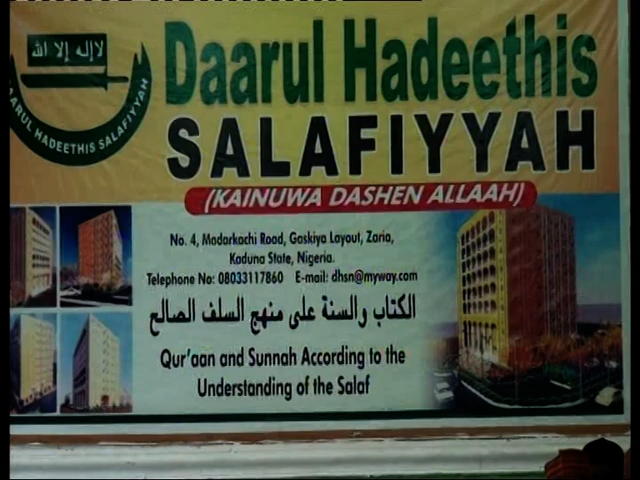 لا إله إلا الله
DAARUL HADEETHIS SALAFIYYAH
Daarul Hadeethis
SALAFIYYAH
(KAINUWA DASHEN ALLAAH)
No. 4, Madarkachi Road, Gaskiya Layout, Zaria,
Kaduna State, Nigeria.
Telephone No: 08033117860 E-mail: dhsn@myway.com
الكتاب والسنة على منهج السلف الصالح
Qur'aan and Sunnah According to the
Understanding of the Salaf